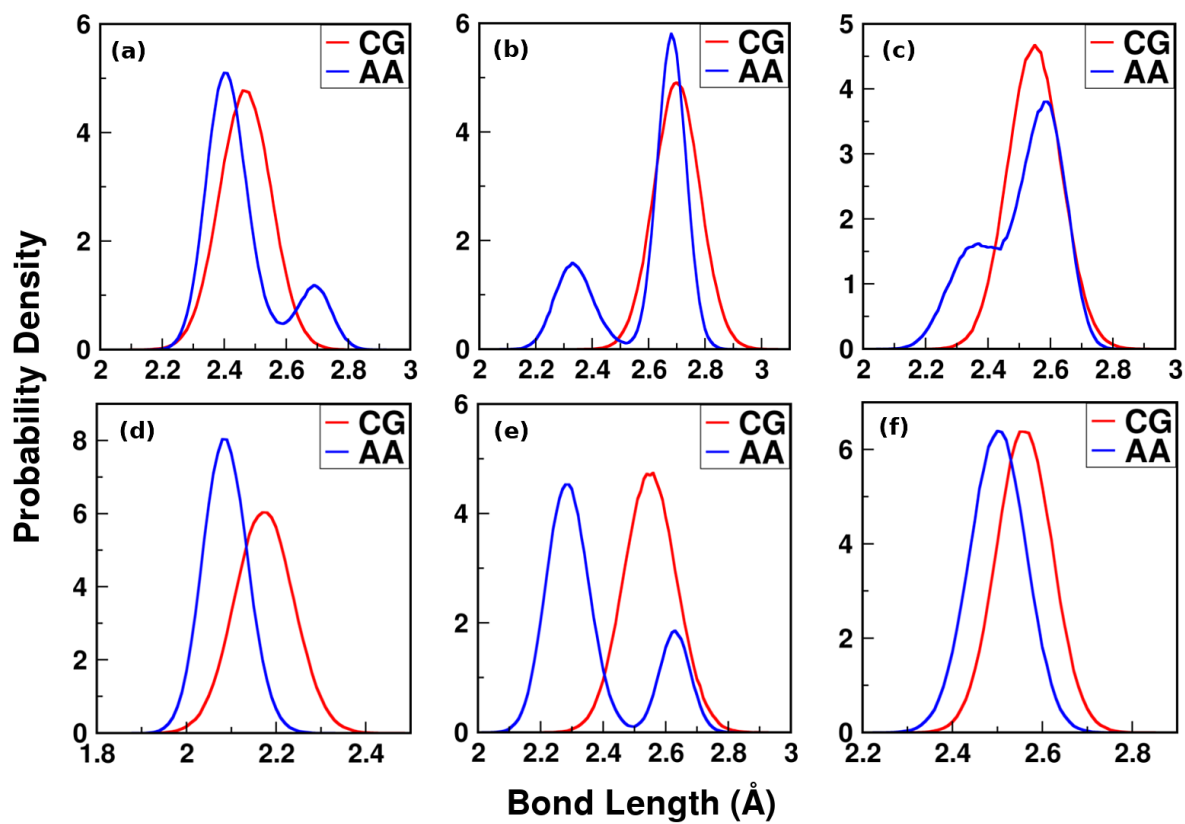 6 (a) CG
AA
4
2
0
2 2.2 2.4 2.6 2.8 3
6 (b) CG
AA
4
2
0
2 2.2 2.4 2.6 2.8 3
5 (c) CG
AA
4
3
2
1
0
2 2.2 2.4 2.6 2.8 3
Probability Density
(d) CG
8 AA
6
4
2
0
1.8 2 2.2 2.4
6 (e) CG
AA
4
2
0
2 2.2 2.4 2.6 2.8 3
(f) CG
6 AA
4
2
0
2.2 2.4 2.6 2.8
Bond Length (Å)